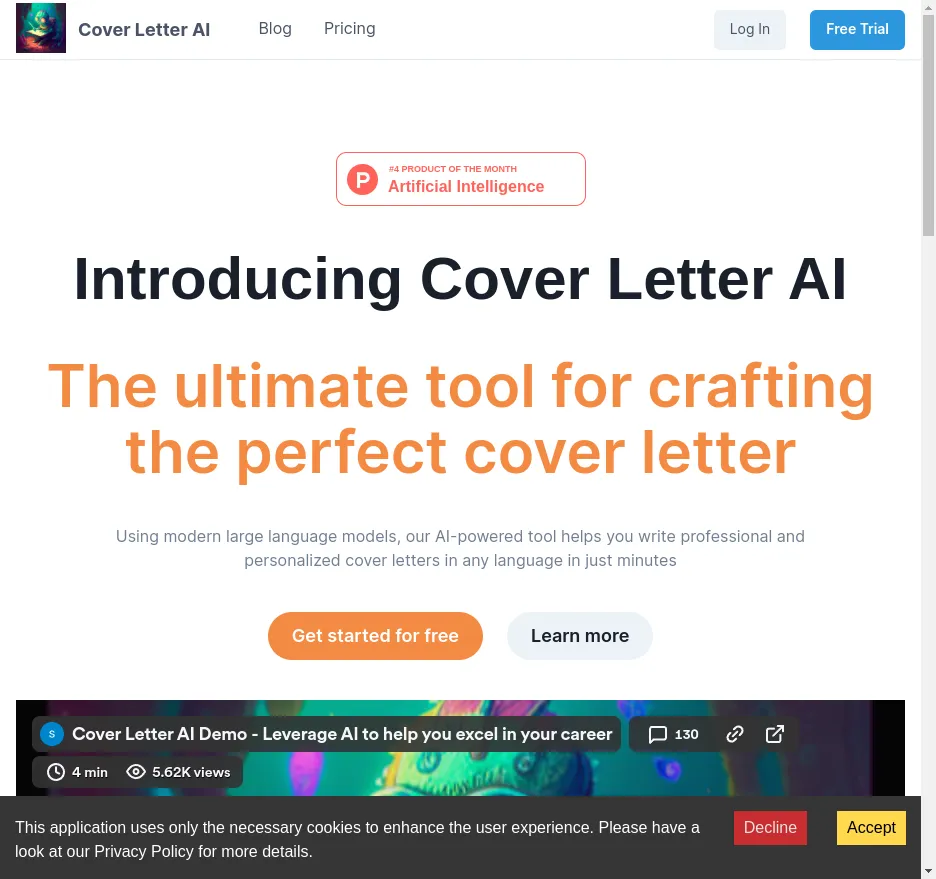 Cover Letter AI
Blog
Pricing
Log In
Free Trial
P
#4 PRODUCT OF THE MONTH
Artificial Intelligence
Introducing Cover Letter AI
The ultimate tool for crafting
the perfect cover letter
Using modern large language models, our AI-powered tool helps you write professional and
personalized cover letters in any language in just minutes
Get started for free
Learn more
S
Cover Letter AI Demo - Leverage AI to help you excel in your career
130
4 min
5.62K views
This application uses only the necessary cookies to enhance the user experience. Please have a
look at our Privacy Policy for more details.
Decline
Accept